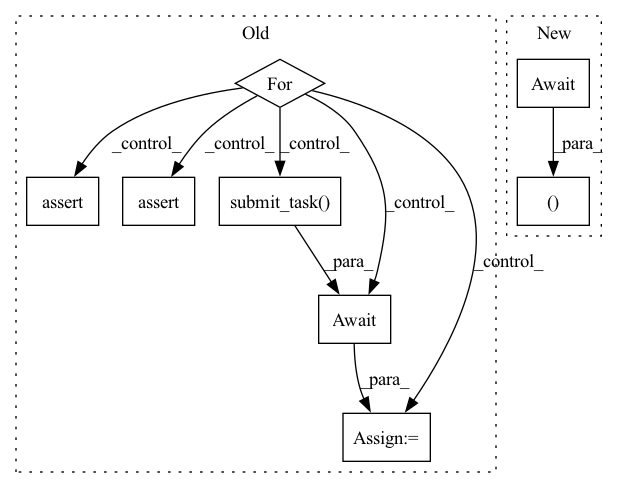 Old
New
For
Await
_control_
_control_
_control_
_para_
assert
assert
submit_task()
_control_
_control_
()
_para_
Await
_para_
Assign:=